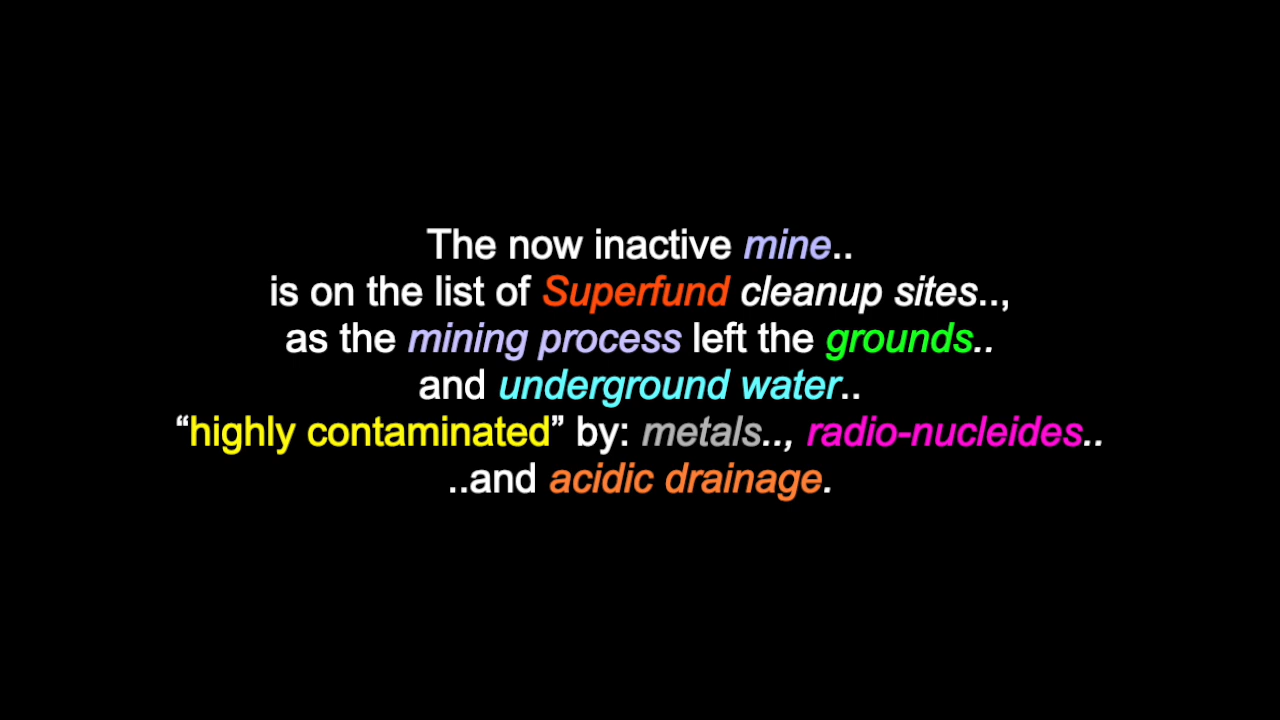 The now inactive mine..
is on the list of Superfund cleanup sites..,
as the mining process left the grounds..
and underground water..
“highly contaminated” by: metals.., radio-nucleides..
..and acidic drainage.